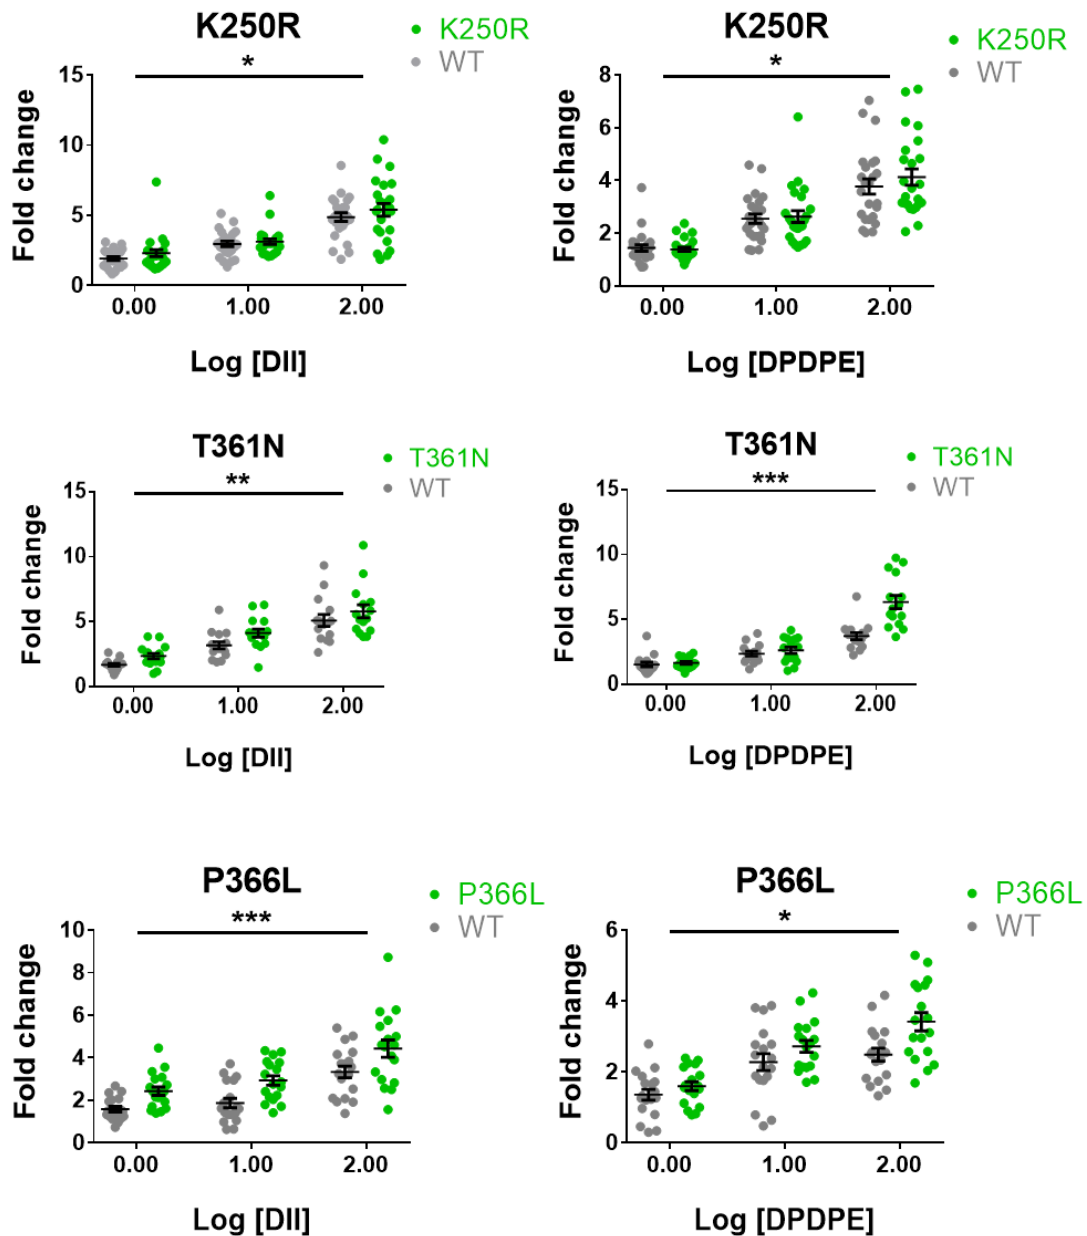 K250R
K250R
WT
*
15
10
5
0
Fold change
0.00 1.00 2.00
Log [DII]
K250R
K250R
WT
*
8
6
4
2
0
Fold change
0.00 1.00 2.00
Log [DPDPE]
T361N
T361N
WT
**
15
10
5
0
Fold change
0.00 1.00 2.00
Log [DII]
T361N
T361N
WT
***
15
10
5
0
Fold change
0.00 1.00 2.00
Log [DPDPE]
P366L
P366L
WT
***
10
8
6
4
2
0
Fold change
0.00 1.00 2.00
Log [DII]
P366L
P366L
WT
*
6
4
2
0
Fold change
0.00 1.00 2.00
Log [DPDPE]